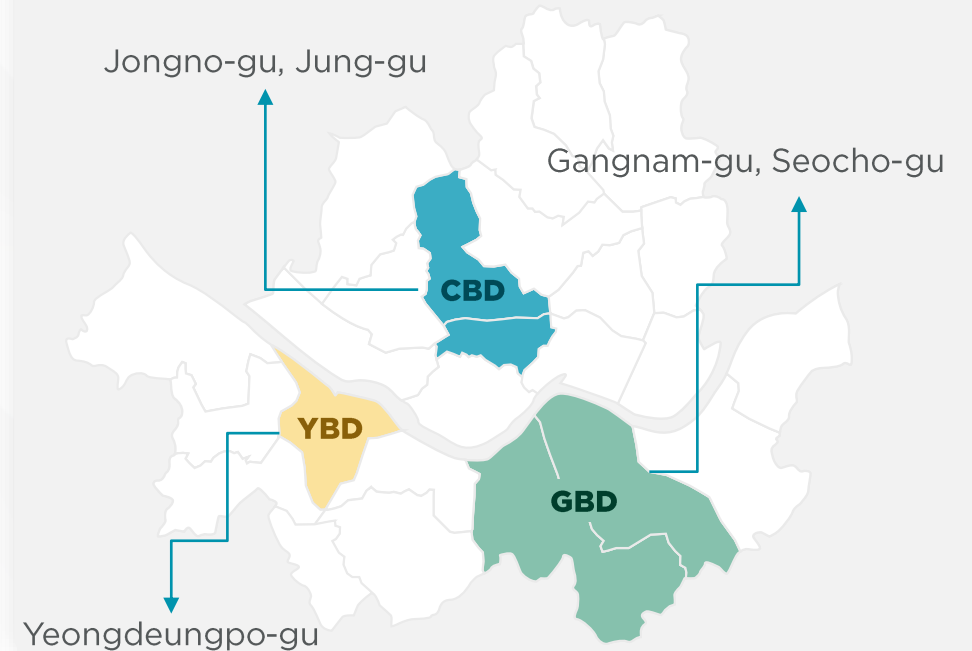 Jongno-gu, Jung-gu
Gangnam-gu, Seocho-gu
CBD
YBD
GBD
Yeongdeungpo-gu